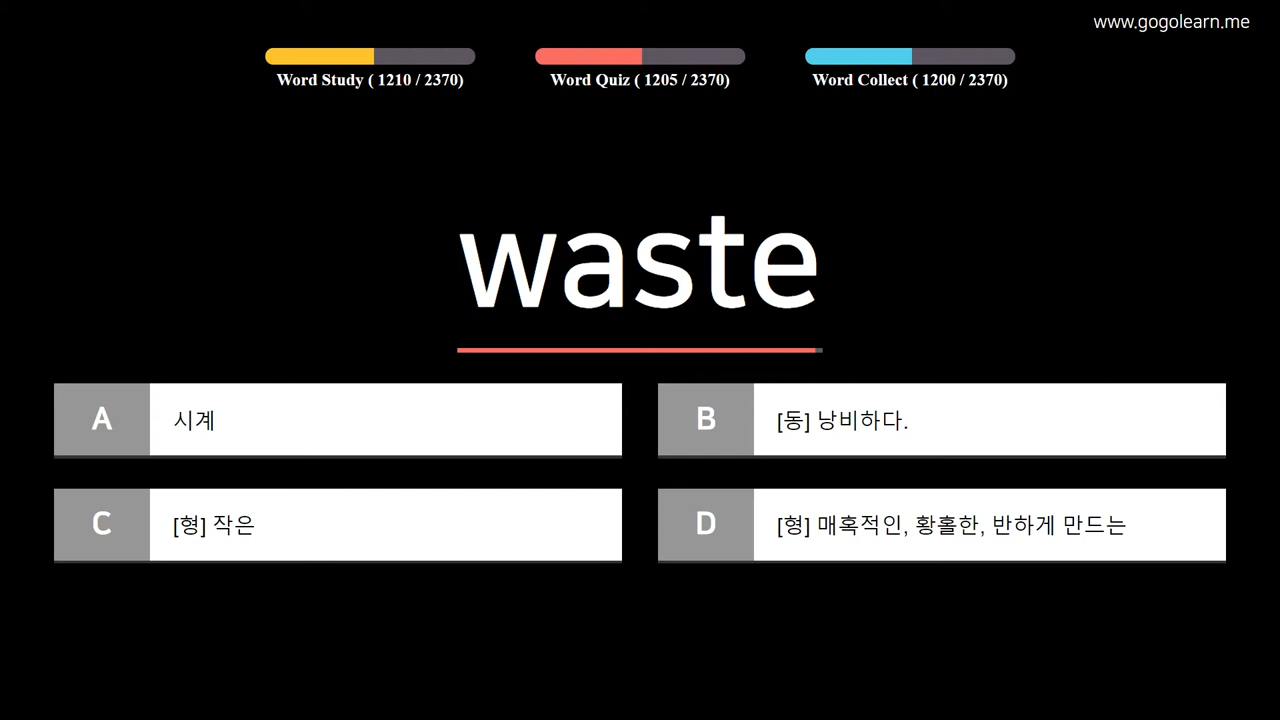 www.gogolearn.me
Word Study ( 1210 / 2370)
Word Quiz ( 1205 / 2370)
Word Collect ( 1200 / 2370)
waste
A 시계
B [동] 낭비하다.
C [형] 작은
D [형] 매혹적인, 황홀한, 반하게 만드는